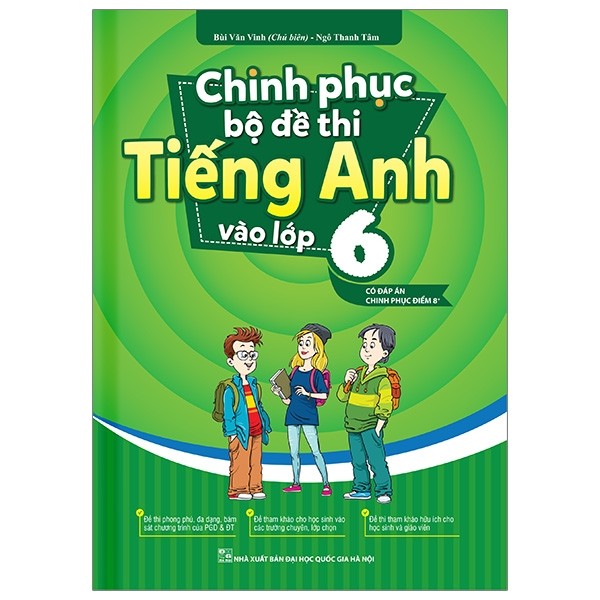 Bùi Văn Vinh (Chủ biên) - Ngô Thanh Tâm
Chinh phục
bộ đề thi
Tiếng Anh
vào lớp 6
CÓ ĐÁP ÁN
CHINH PHỤC ĐIỂM 8+
Đề thi phong phú, đa dạng, bám
sát chương trình của PGD & ĐT
Đề tham khảo cho học sinh vào
các trường chuyên, lớp chọn
Đề thi tham khảo hữu ích cho
học sinh và giáo viên
NHÀ XUẤT BẢN ĐẠI HỌC QUỐC GIA HÀ NỘI